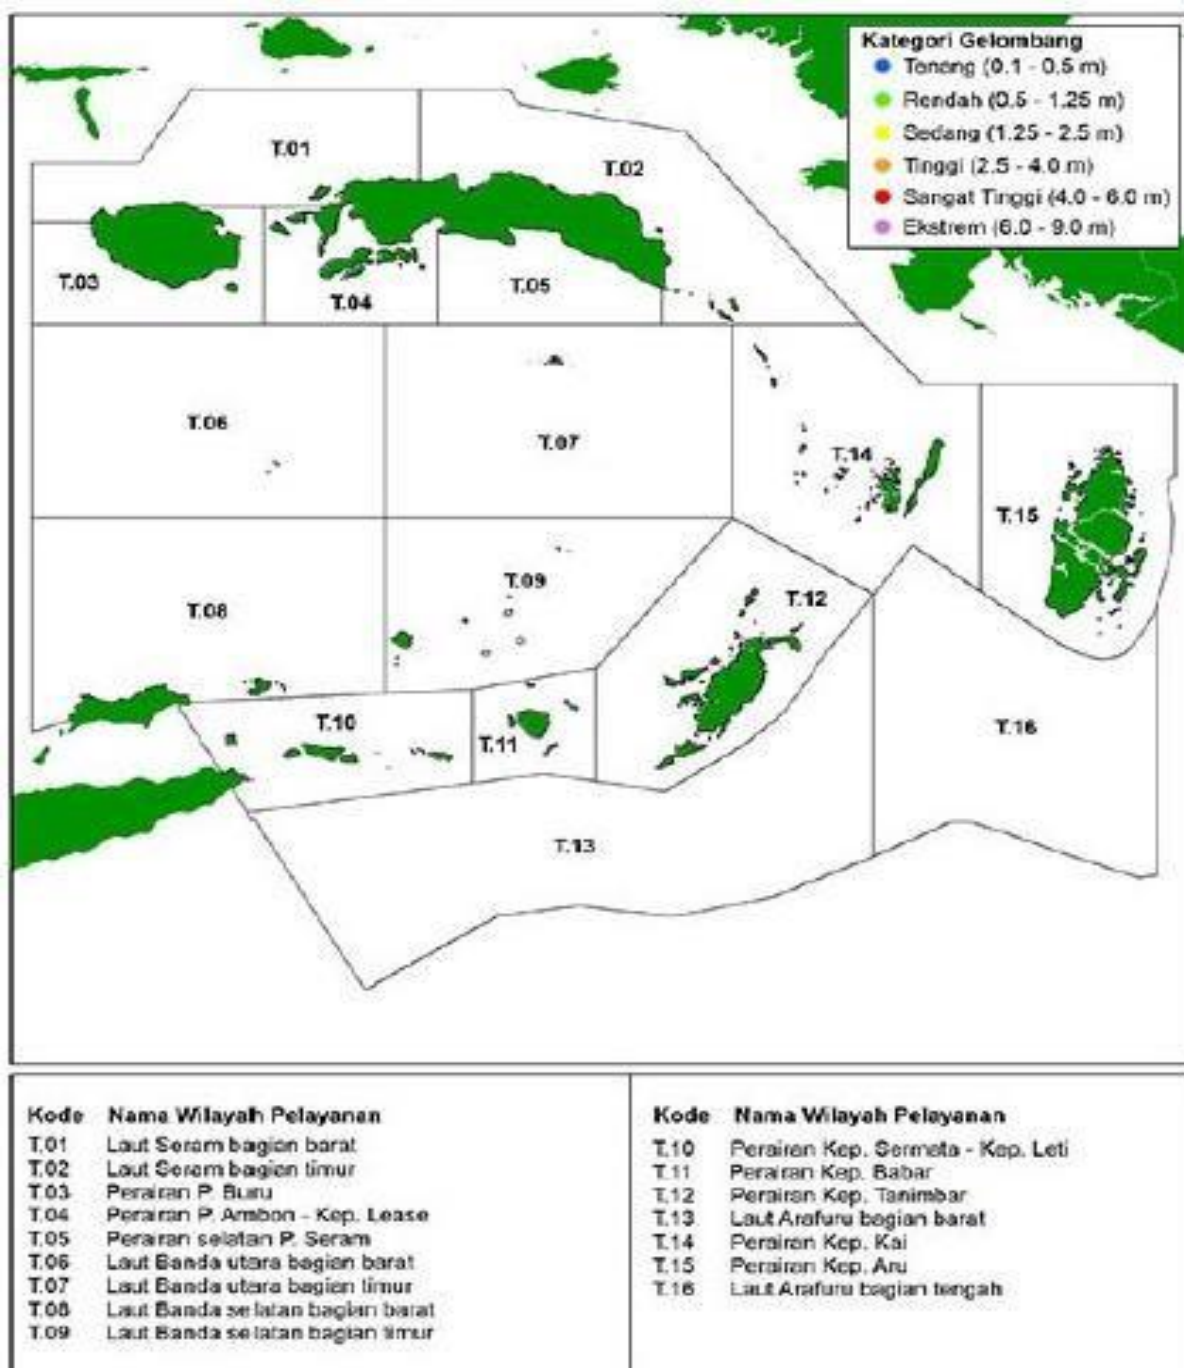 Kategori Gelombang
Tenang (0.1 - 0.5 m)
Rendah (0.5 - 1.25 m)
Sedang (1.25 - 2.5 m)
Tinggi (2.5 - 4.0 m)
Sangat Tinggi (4.0 - 6.0 m)
Ekstrem (6.0 - 9.0 m)
T.01
T.02
T.03
T.04
T.05
T.06
T.07
T.14
T.15
T.08
T.09
T.12
T.10
T.11
T.16
T.13
Kode Nama Wilayah Pelayanan
T.01 Laut Seram bagian barat
T.02 Laut Seram bagian timur
T.03 Perairan P. Buru
T.04 Perairan P. Ambon - Kep. Lease
T.05 Perairan selatan P. Seram
T.06 Laut Banda utara bagian barat
T.07 Laut Banda utara bagian timur
T.08 Laut Banda selatan bagian barat
T.09 Laut Banda selatan bagian timur
Kode Nama Wilayah Pelayanan
T.10 Perairan Kep. Sermata - Kep. Leti
T.11 Perairan Kep. Babar
T.12 Perairan Kep. Tanimbar
T.13 Laut Arafuru bagian barat
T.14 Perairan Kep. Kai
T.15 Perairan Kep. Aru
T.16 Laut Arafuru bagian tengah